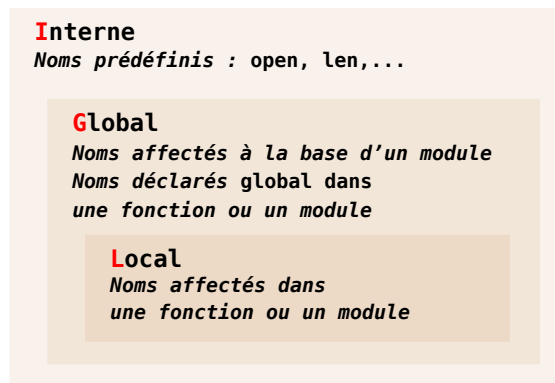 Interne
Noms prédéfinis : open, len,...
Global
Noms affectés à la base d’un module
Noms déclarés global dans
une fonction ou un module
Local
Noms affectés dans
une fonction ou un module